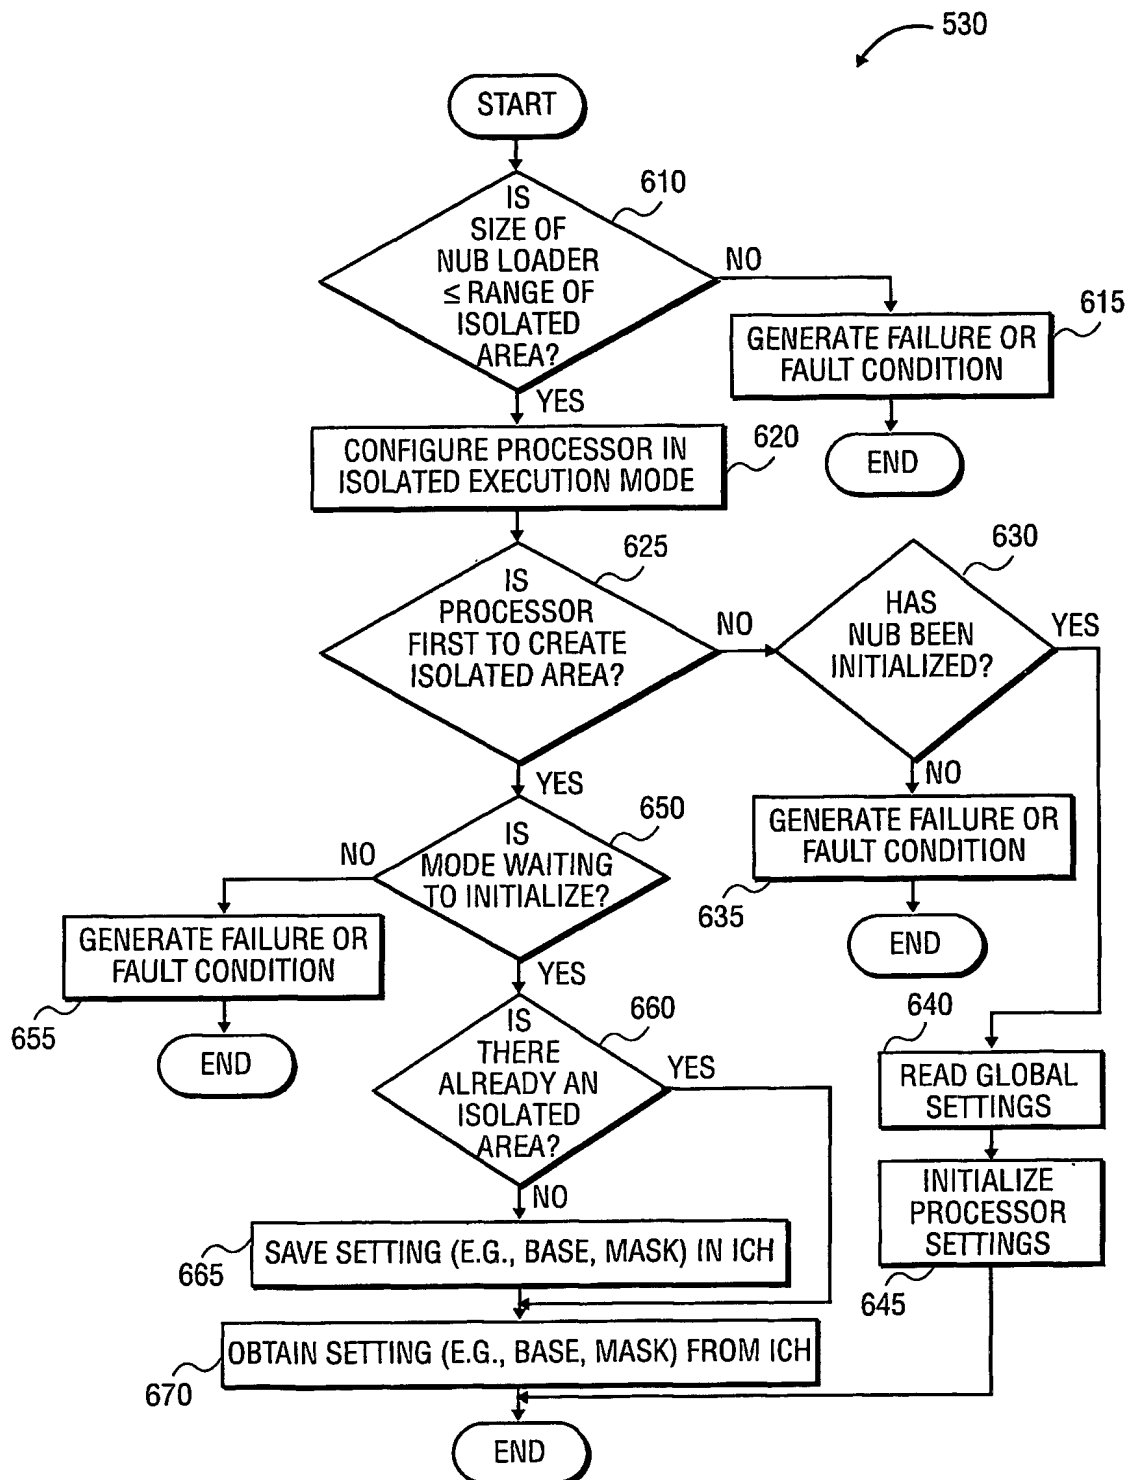 530
START
610
IS
SIZE OF
NUB LOADER
≤ RANGE OF
ISOLATED
AREA?
NO
615
GENERATE FAILURE OR
FAULT CONDITION
END
YES
620
CONFIGURE PROCESSOR IN
ISOLATED EXECUTION MODE
625
IS
PROCESSOR
FIRST TO CREATE
ISOLATED AREA?
NO
630
HAS
NUB BEEN
INITIALIZED?
YES
NO
GENERATE FAILURE OR
FAULT CONDITION
635
END
YES
650
IS
MODE WAITING
TO INITIALIZE?
NO
GENERATE FAILURE OR
FAULT CONDITION
655
END
YES
660
IS
THERE
ALREADY AN
ISOLATED
AREA?
YES
640
READ GLOBAL
SETTINGS
INITIALIZE
PROCESSOR
SETTINGS
645
NO
SAVE SETTING (E.G., BASE, MASK) IN ICH
665
OBTAIN SETTING (E.G., BASE, MASK) FROM ICH
670
END